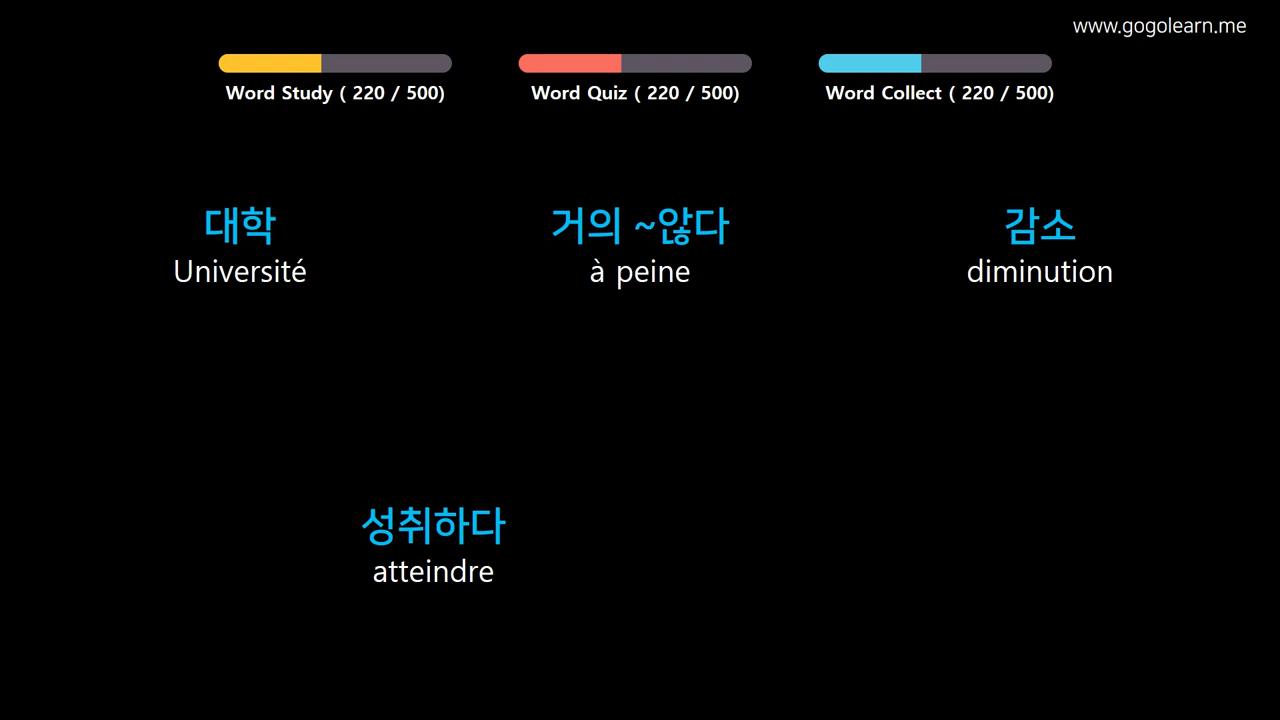 www.gogolearn.me
Word Study ( 220 / 500)
Word Quiz ( 220 / 500)
Word Collect ( 220 / 500)
대학
Université
거의 ~않다
à peine
감소
diminution
성취하다
atteindre